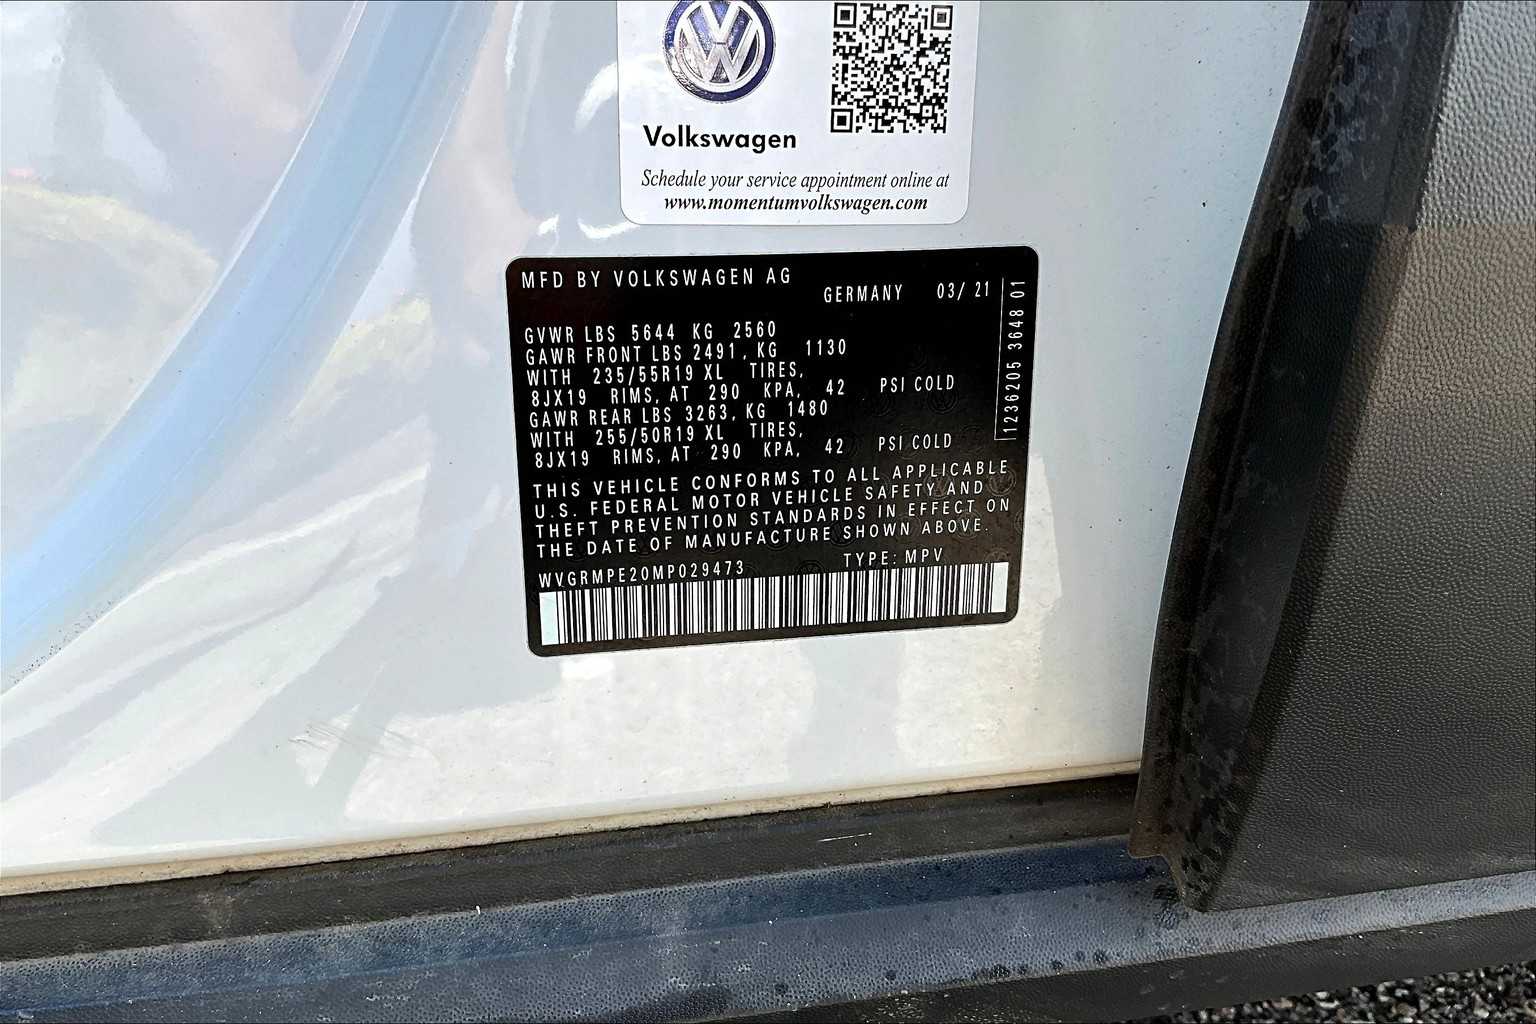 Volkswagen
Schedule your service appointment online at
www.momentumvolkswagen.com
MFD BY VOLKSWAGEN AG
GERMANY 03/ 21
GVWR LBS 5644 KG 2560
GAWR FRONT LBS 2491, KG 1130
WITH 235/55R19 XL TIRES,
8JX19 RIMS, AT 290 KPA, 42 PSI COLD
GAWR REAR LBS 3263, KG 1480
WITH 255/50R19 XL TIRES,
8JX19 RIMS, AT 290 KPA, 42 PSI COLD
THIS VEHICLE CONFORMS TO ALL APPLICABLE
U.S. FEDERAL MOTOR VEHICLE SAFETY AND
THEFT PREVENTION STANDARDS IN EFFECT ON
THE DATE OF MANUFACTURE SHOWN ABOVE.
WVGRMPE20MP029473 TYPE: MPV
1236205 3648 01